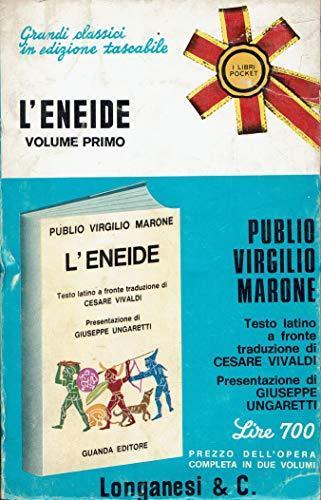 Grandi classici
in edizione tascabile
I LIBRI
POCKET
L'ENEIDE
VOLUME PRIMO
PUBLIO VIRGILIO MARONE
L'ENEIDE
Testo latino a fronte traduzione di
CESARE VIVALDI
Presentazione di
GIUSEPPE UNGARETTI
GUANDA EDITORE
PUBLIO
VIRGILIO
MARONE
Testo latino
a fronte
traduzione di
CESARE VIVALDI
Presentazione di
GIUSEPPE
UNGARETTI
Lire 700
PREZZO DELL'OPERA
COMPLETA IN DUE VOLUMI
Longanesi & C.